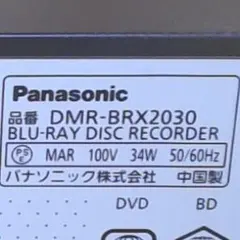 Panasonic
品番 DMR-BRX2030
BLU-RAY DISC RECORDER
PSE MAR 100V 34W 50/60Hz
パナソニック株式会社 中国製
DVD BD